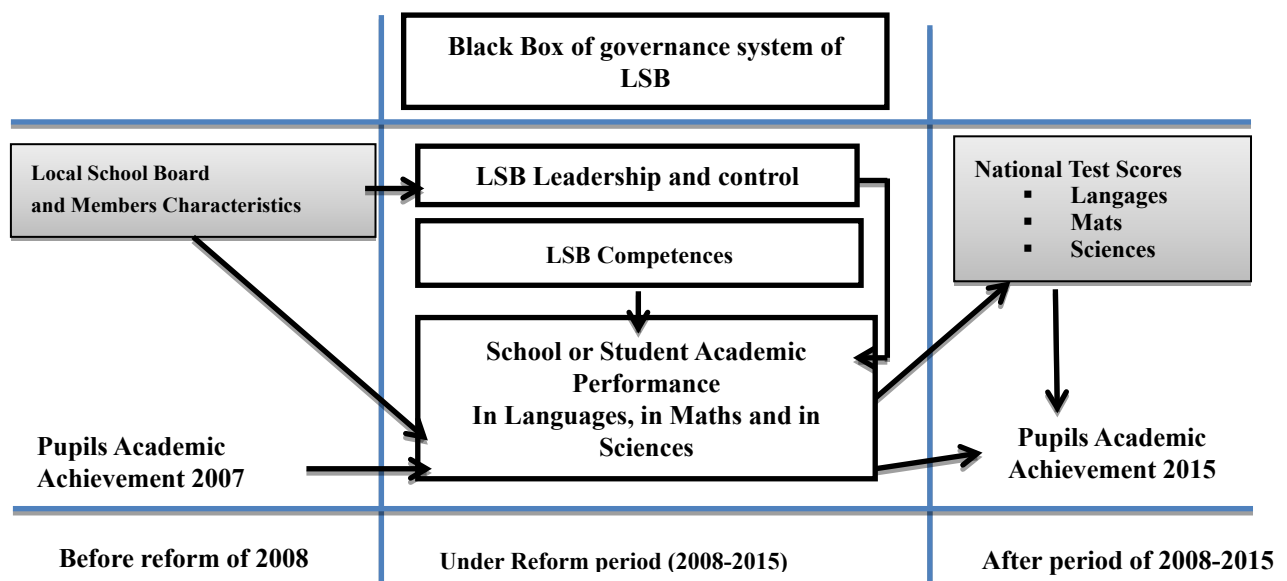 Black Box of governance system of
LSB
Local School Board
and Members Characteristics
LSB Leadership and control
LSB Competences
School or Student Academic
Performance
In Languages, in Maths and in
Sciences
National Test Scores
▪ Langages
▪ Mats
▪ Sciences
Pupils Academic
Achievement 2007
Pupils Academic
Achievement 2015
Before reform of 2008
Under Reform period (2008-2015)
After period of 2008-2015